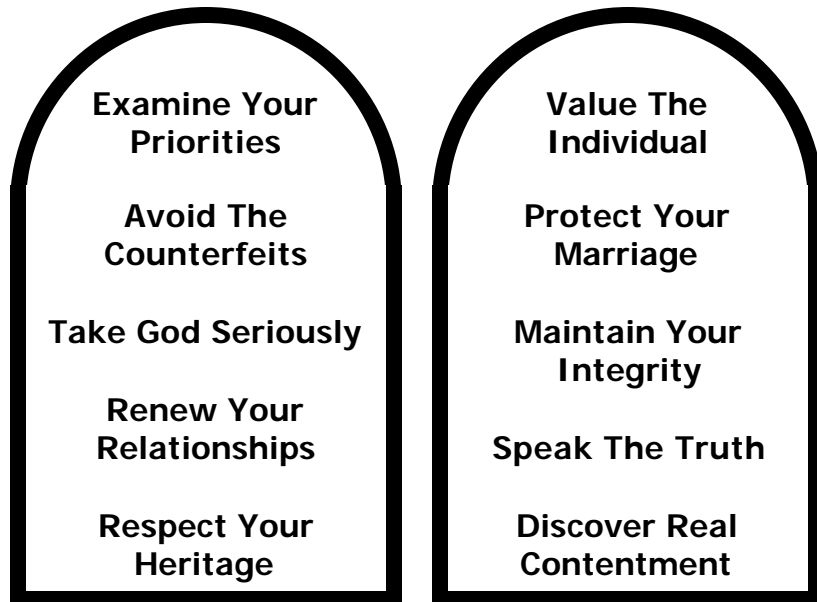 Examine Your
Priorities
Avoid The
Counterfeits
Take God Seriously
Renew Your
Relationships
Respect Your
Heritage
Value The
Individual
Protect Your
Marriage
Maintain Your
Integrity
Speak The Truth
Discover Real
Contentment